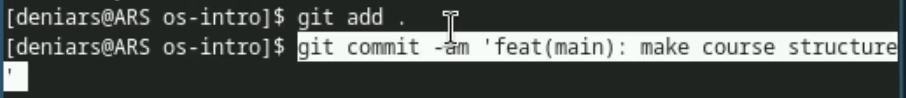 [deniars@ARS os-intro]$ git add .
[deniars@ARS os-intro]$ git commit -am 'feat(main): make course structure
'